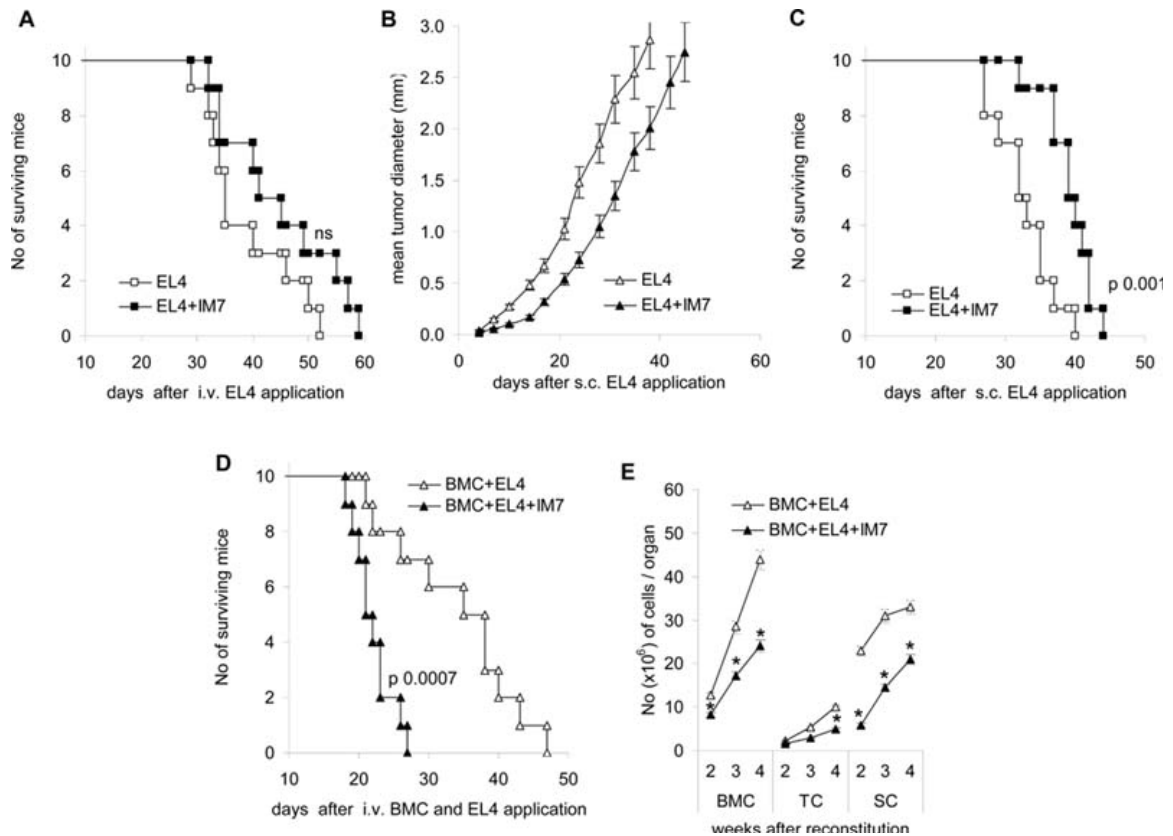 A
No of surviving mice
10
8
6
4
2
0
ns
EL4
EL4+IM7
10 20 30 40 50 60
days after i.v. EL4 application
B
mean tumor diameter (mm)
3.0
2.5
2.0
1.5
1.0
0.5
0.0
EL4
EL4+IM7
0 20 40 60
days after s.c. EL4 application
C
No of surviving mice
10
8
6
4
2
0
p 0.001
EL4
EL4+IM7
10 20 30 40 50
days after s.c. EL4 application
D
No of surviving mice
10
8
6
4
2
0
BMC+EL4
BMC+EL4+IM7
p 0.0007
10 20 30 40 50
days after i.v. BMC and EL4 application
E
No (x10⁶) of cells / organ
60
50
40
30
20
10
0
BMC+EL4
BMC+EL4+IM7
* * * * * * *
2 3 4 2 3 4 2 3 4
BMC TC SC
weeks after reconstitution